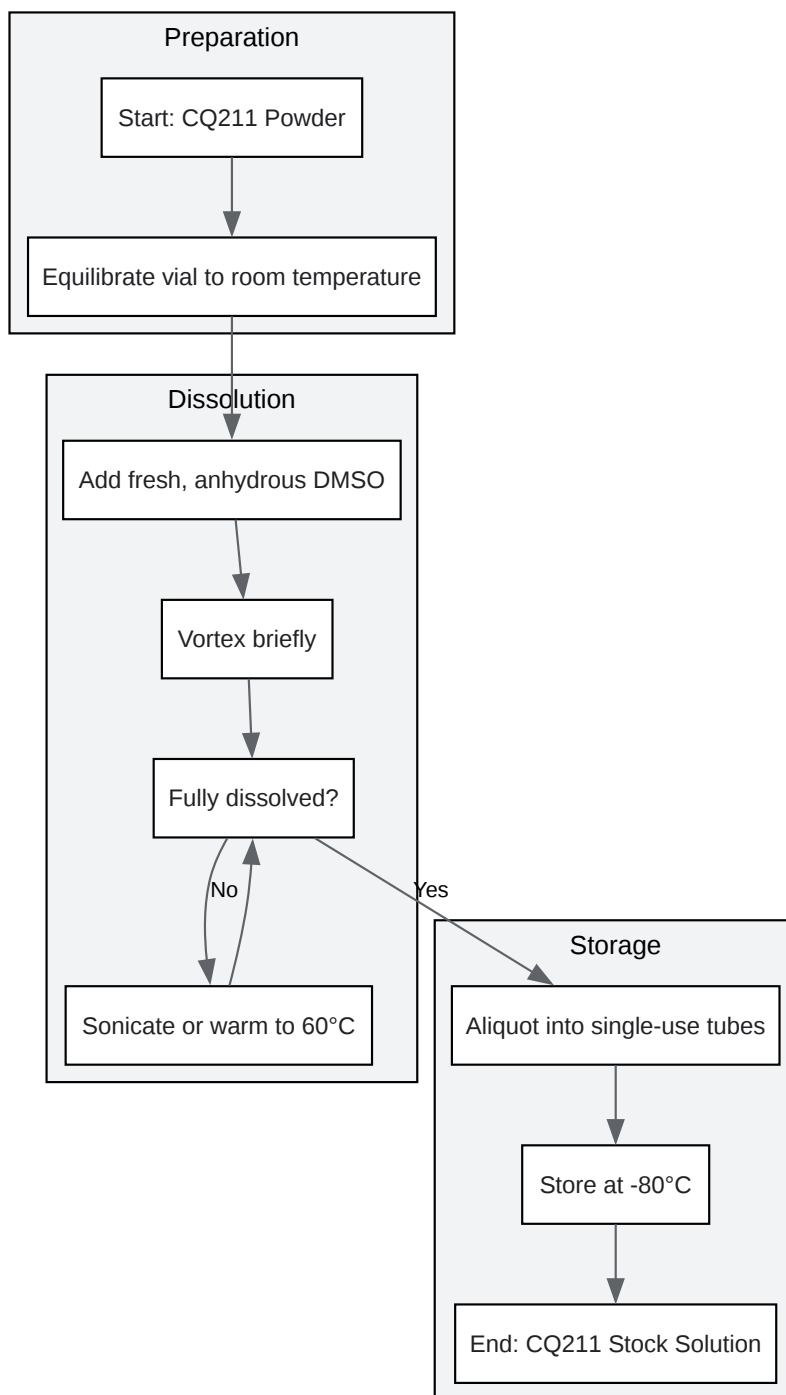 Preparation
Start: CQ211 Powder
Equilibrate vial to room temperature
Dissolution
Add fresh, anhydrous DMSO
Vortex briefly
Fully dissolved?
No
Yes
Sonicate or warm to 60°C
Storage
Aliquot into single-use tubes
Store at -80°C
End: CQ211 Stock Solution